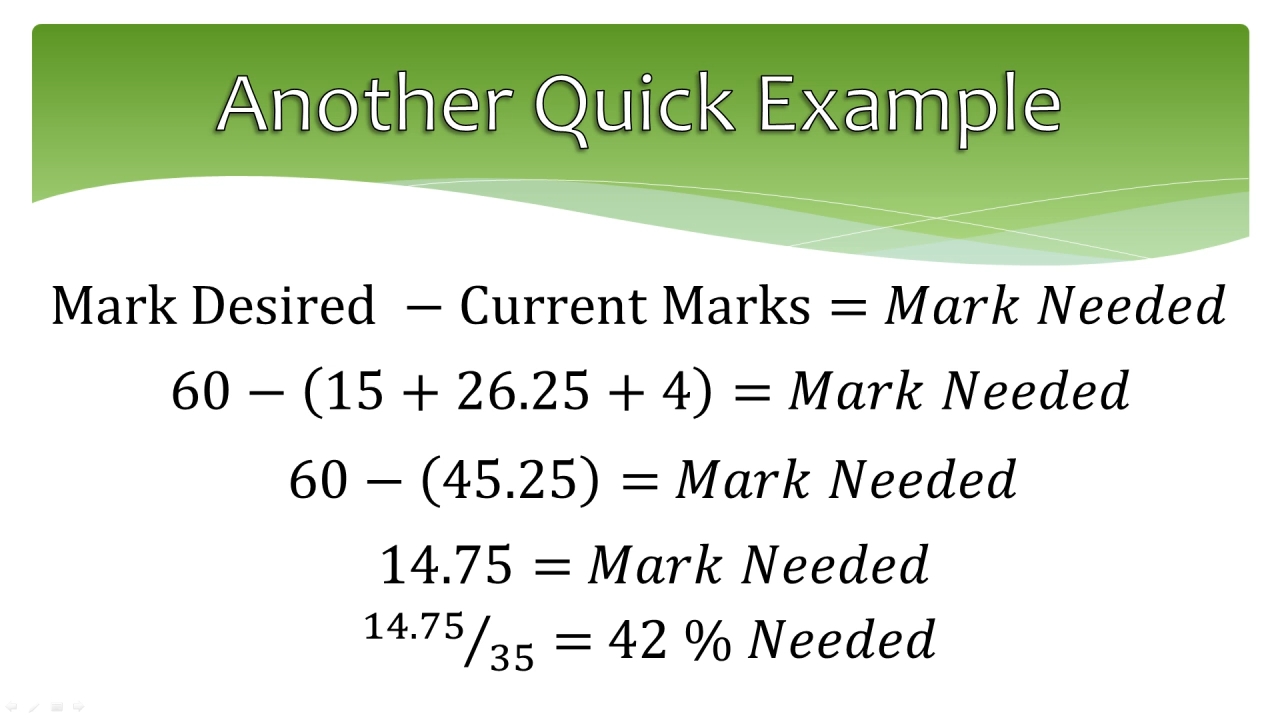 Another Quick Example
Mark Desired − Current Marks = Mark Needed
60 − (15 + 26.25 + 4) = Mark Needed
60 − (45.25) = Mark Needed
14.75 = Mark Needed
14.75/35 = 42 % Needed